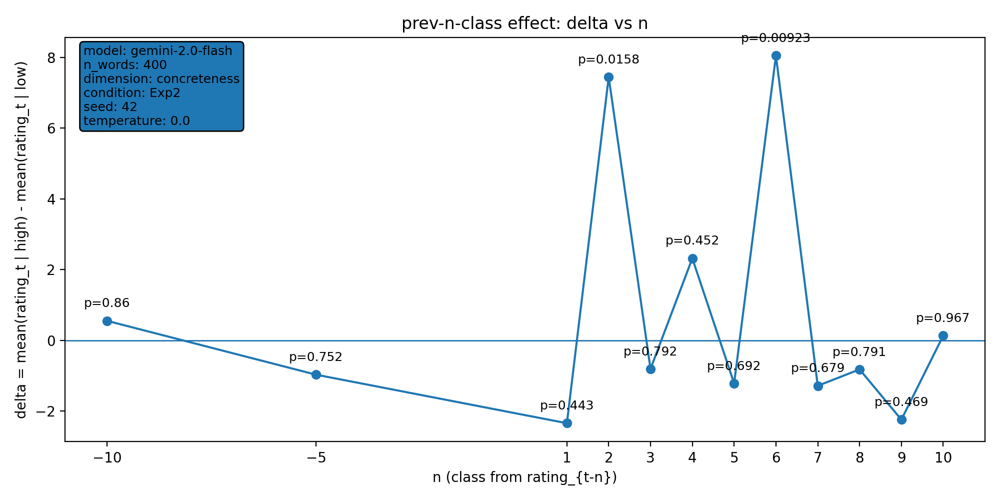 prev-n-class effect: delta vs n
model: gemini-2.0-flash
n_words: 400
dimension: concreteness
condition: Exp2
seed: 42
temperature: 0.0
delta = mean(rating_t | high) - mean(rating_t | low)
8
6
4
2
0
−2
p=0.86
p=0.752
p=0.443
p=0.0158
p=0.792
p=0.452
p=0.692
p=0.00923
p=0.679
p=0.791
p=0.469
p=0.967
−10 −5 1 2 3 4 5 6 7 8 9 10
n (class from rating_{t-n})